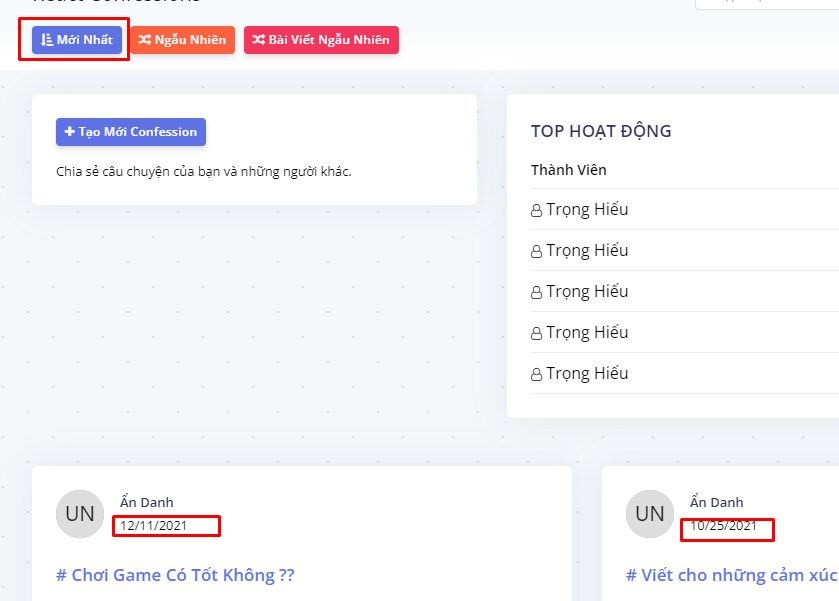 Mới Nhất
Ngẫu Nhiên
Bài Viết Ngẫu Nhiên
Tạo Mới Confession
Chia sẻ câu chuyện của bạn và những người khác.
TOP HOẠT ĐỘNG
Thành Viên
Trọng Hiếu
Trọng Hiếu
Trọng Hiếu
Trọng Hiếu
Trọng Hiếu
UN
Ẩn Danh
12/11/2021
# Chơi Game Có Tốt Không ??
UN
Ẩn Danh
10/25/2021
# Viết cho những cảm xúc